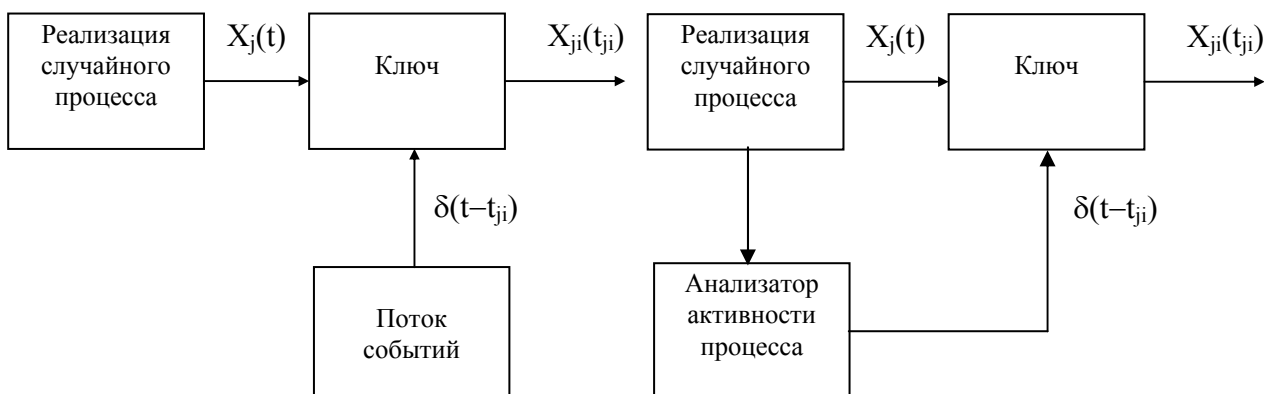 Реализация
случайного
процесса
X_j(t)
Ключ
X_ji(t_ji)
δ(t–t_ji)
Поток
событий
Реализация
случайного
процесса
X_j(t)
Ключ
X_ji(t_ji)
δ(t–t_ji)
Анализатор
активности
процесса